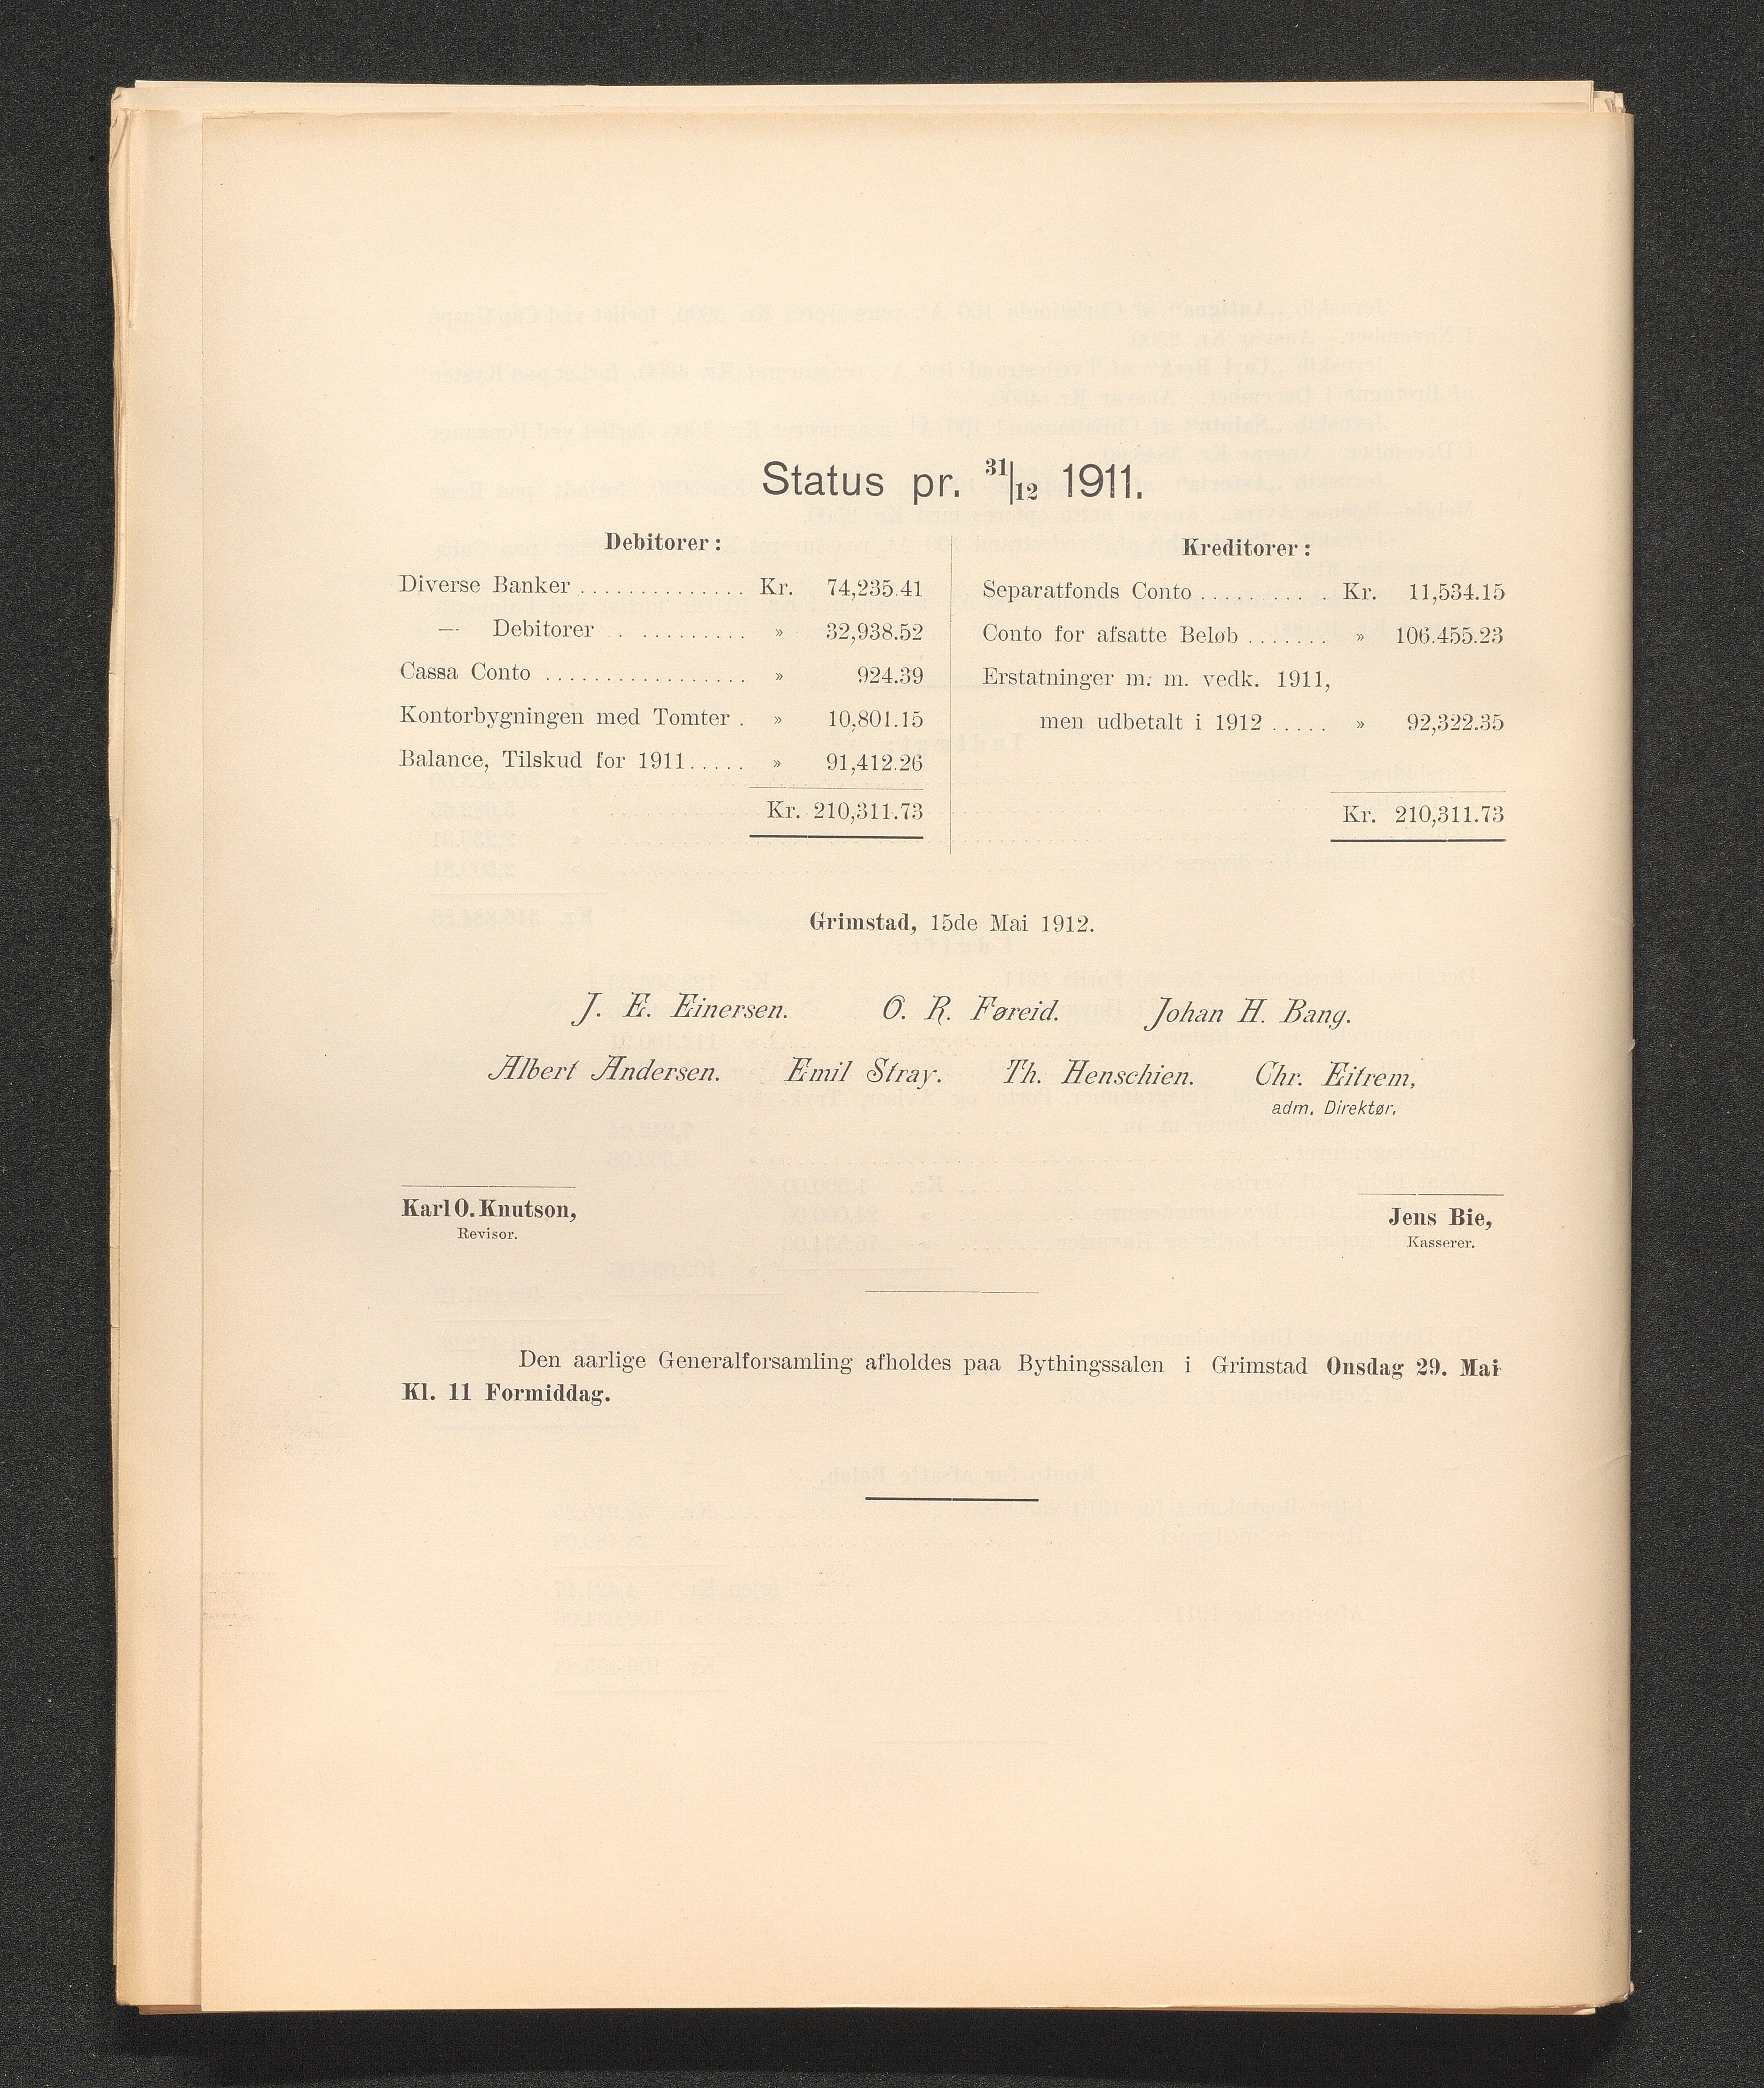 Status pr. 31/12 1911.
Debitorer:
Diverse Banker .............. Kr. 74,235.41
— Debitorer . ......... » 32,938.52
Cassa Conto ................. » 924.39
Kontorbygningen med Tomter . » 10,801.15
Balance, Tilskud for 1911..... » 91,412.26
Kr. 210,311.73
Kreditorer:
Separatfonds Conto .......... Kr. 11,534.15
Conto for afsatte Beløb ....... » 106.455.23
Erstatninger m. m. vedk. 1911,
men udbetalt i 1912 ..... » 92,322.35
Kr. 210,311.73
Grimstad, 15de Mai 1912.
J. E. Einersen. O. R. Føreid. Johan H. Bang.
Albert Andersen. Emil Stray. Th. Henschien. Chr. Eitrem,
adm. Direktør.
Karl O. Knutson,
Revisor.
Jens Bie,
Kasserer.
Den aarlige Generalforsamling afholdes paa Bythingssalen i Grimstad Onsdag 29. Mai
Kl. 11 Formiddag.